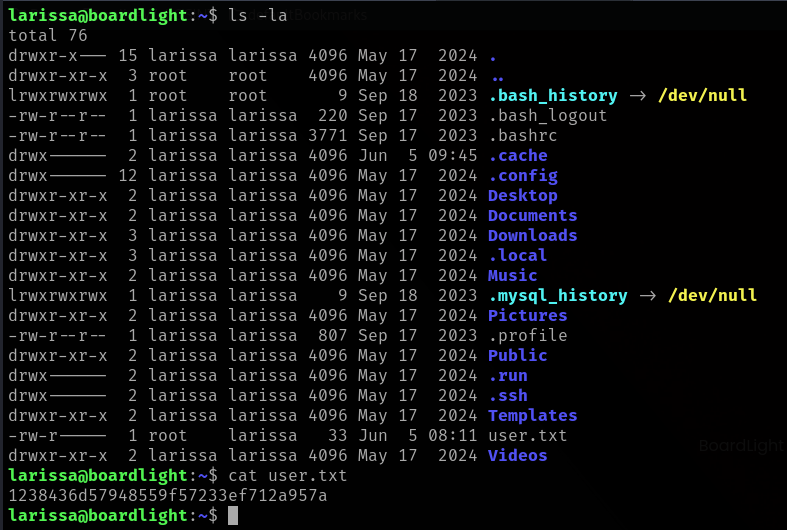 larissa@boardlight:~$ ls -la
total 76
drwxr-x--- 15 larissa larissa 4096 May 17  2024 .
drwxr-xr-x  3 root    root    4096 May 17  2024 ..
lrwxrwxrwx  1 root    root       9 Sep 18  2023 .bash_history -> /dev/null
-rw-r--r--  1 larissa larissa  220 Sep 17  2023 .bash_logout
-rw-r--r--  1 larissa larissa 3771 Sep 17  2023 .bashrc
drwx------  2 larissa larissa 4096 Jun  5 09:45 .cache
drwx------ 12 larissa larissa 4096 May 17  2024 .config
drwxr-xr-x  2 larissa larissa 4096 May 17  2024 Desktop
drwxr-xr-x  2 larissa larissa 4096 May 17  2024 Documents
drwxr-xr-x  3 larissa larissa 4096 May 17  2024 Downloads
drwxr-xr-x  3 larissa larissa 4096 May 17  2024 .local
drwxr-xr-x  2 larissa larissa 4096 May 17  2024 Music
lrwxrwxrwx  1 larissa larissa    9 Sep 18  2023 .mysql_history -> /dev/null
drwxr-xr-x  2 larissa larissa 4096 May 17  2024 Pictures
-rw-r--r--  1 larissa larissa  807 Sep 17  2023 .profile
drwxr-xr-x  2 larissa larissa 4096 May 17  2024 Public
drwx------  2 larissa larissa 4096 May 17  2024 .run
drwx------  2 larissa larissa 4096 May 17  2024 .ssh
drwxr-xr-x  2 larissa larissa 4096 May 17  2024 Templates
-rw-r-----  1 root    larissa   33 Jun  5 08:11 user.txt
BoardLight
drwxr-xr-x  2 larissa larissa 4096 May 17  2024 Videos
larissa@boardlight:~$ cat user.txt
1238436d57948559f57233ef712a957a
larissa@boardlight:~$